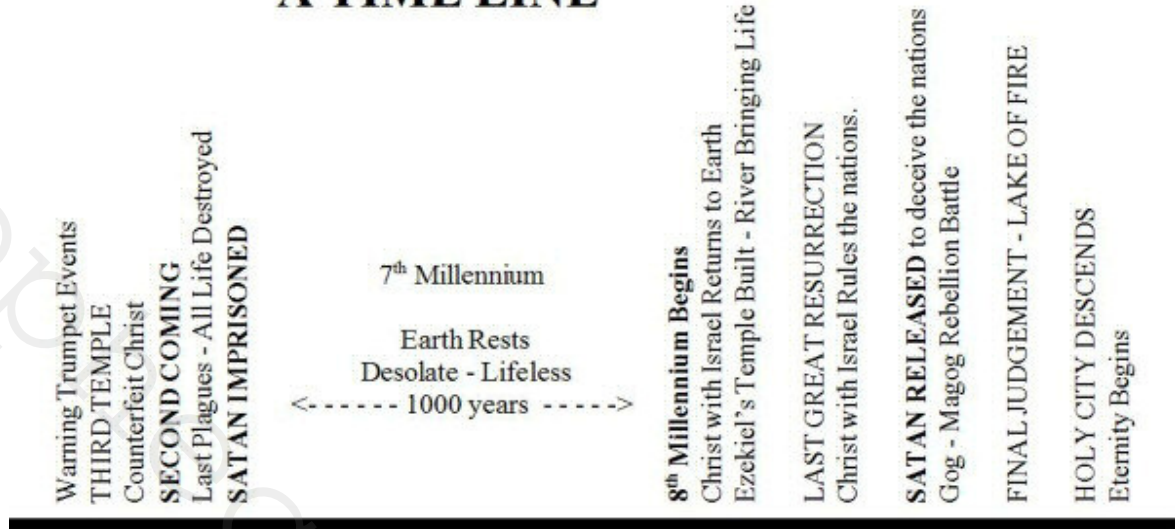 A TIME LINE
Warning Trumpet Events
THIRD TEMPLE
Counterfeit Christ
SECOND COMING
Last Plagues - All Life Destroyed
SATAN IMPRISONED
7th Millennium
Earth Rests
Desolate - Lifeless
<- - - - - - 1000 years - - - - ->
8th Millennium Begins
Christ with Israel Returns to Earth
Ezekiel's Temple Built - River Bringing Life
LAST GREAT RESURRECTION
Christ with Israel Rules the nations.
SATAN RELEASED to deceive the nations
Gog - Magog Rebellion Battle
FINAL JUDGEMENT - LAKE OF FIRE
HOLY CITY DESCENDS
Eternity Begins